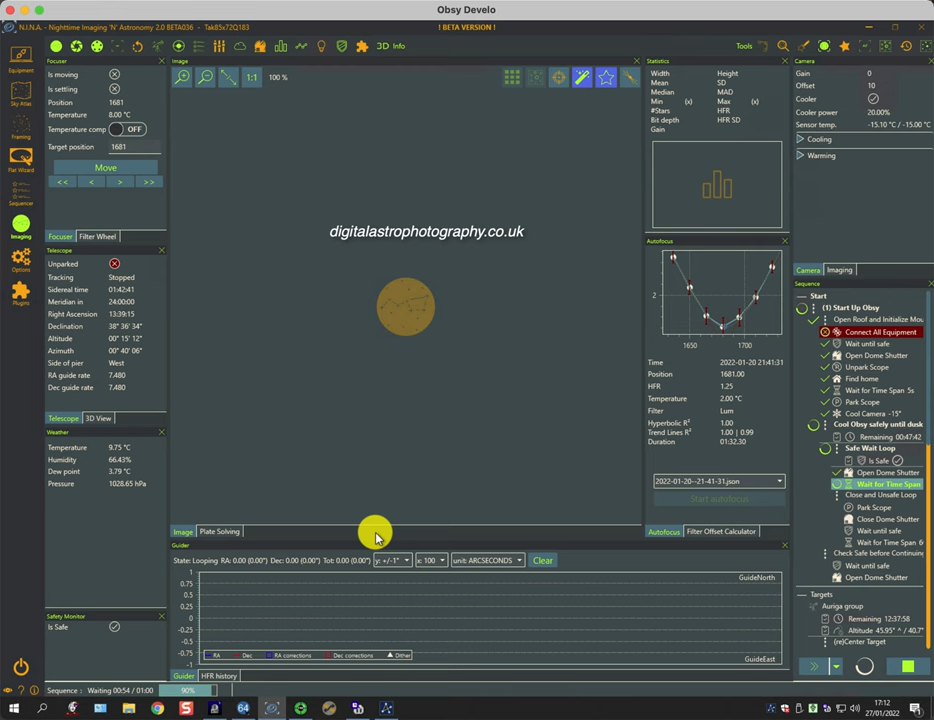 Obsy Develo
N.I.N.A. - Nighttime Imaging 'N' Astronomy 2.0 BETA036 - Tek85x72Q183
! BETA VERSION !
3D Info
Tools
Equipment
Sky Atlas
Framing
Flat Wizard
Sequencer
Imaging
Options
Plugins
Focuser
Is moving
Is settling
Position 1681
Temperature 8.00 °C
Temperature comp OFF
Target position 1681
Move
<< < > >>
Focuser Filter Wheel
Telescope
Unparked
Tracking Stopped
Sidereal time 01:42:41
Meridian in 24:00:00
Right Ascension 13:39:15
Declination 38° 36' 34"
Altitude 00° 15' 12"
Azimuth 00° 40' 06"
Side of pier West
RA guide rate 7.480
Dec guide rate 7.480
Telescope 3D View
Weather
Temperature 9.75 °C
Humidity 66.43%
Dew point 3.79 °C
Pressure 1028.65 hPa
Safety Monitor
Is Safe
Image
1:1 100 %
digitalastrophotography.co.uk
Image Plate Solving
Guider
State: Looping RA: 0.00 (0.00") Dec: 0.00 (0.00") Tot: 0.00 (0.00") y: +/-1" x: 100 unit: ARCSECONDS Clear
1
0.75
0.5
0.25
0
-0.25
-0.5
-0.75
-1
GuideNorth
GuideEast
RA Dec RA corrections Dec corrections Dither
Guider HFR history
Statistics
Width Height
Mean SD
Median MAD
Min (x) Max (x)
#Stars HFR
Bit depth HFR SD
Gain
Autofocus
2
1650 1700
Time 2022-01-20 21:41:31
Position 1681.00
HFR 1.25
Temperature 2.00 °C
Filter Lum
Hyperbolic R² 1.00
Trend Lines R² 1.00 | 0.99
Duration 01:32.30
2022-01-20--21-41-31.json
Start autofocus
Autofocus Filter Offset Calculator
Camera
Gain 0
Offset 10
Cooler
Cooler power 20.00%
Sensor temp. -15.10 °C / -15.00 °C
Cooling
Warming
Camera Imaging
Sequence
Start
(1) Start Up Obsy
Open Roof and Initialize Mou
Connect All Equipment
Wait until safe
Open Dome Shutter
Unpark Scope
Find home
Wait for Time Span 5s
Park Scope
Cool Camera -15°
Cool Obsy safely until dusk
Remaining 00:47:42
Safe Wait Loop
Is Safe
Open Dome Shutter
Wait for Time Span
Close and Unsafe Loop
Park Scope
Close Dome Shutter
Wait until safe
Wait for Time Span 6
Check Safe before Continuing
Wait until safe
Open Dome Shutter
Targets
Auriga group
Remaining 12:37:58
Altitude 45.95° ^ / 40.7
(re)Center Target
Sequence : Waiting 00:54 / 01:00 90%
17:12
27/01/2022